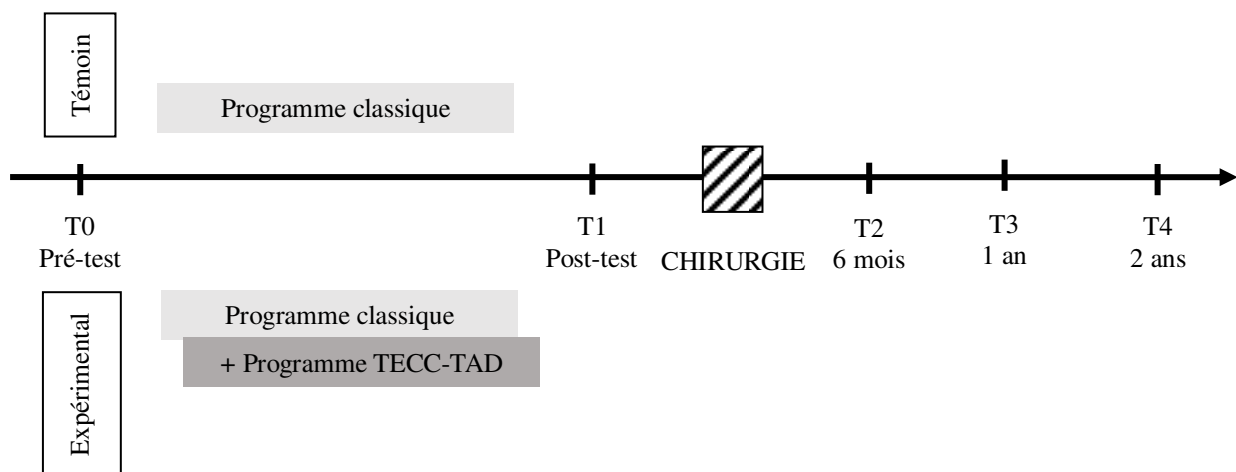 Témoin
Programme classique
T0
Pré-test
T1
Post-test
CHIRURGIE
T2
6 mois
T3
1 an
T4
2 ans
Expérimental
Programme classique
+ Programme TECC-TAD